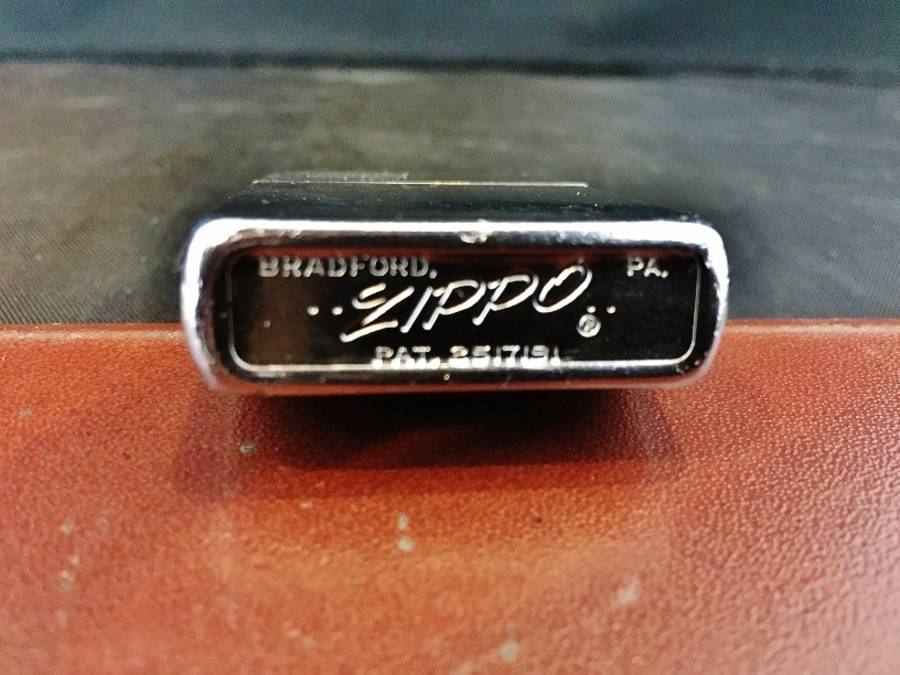 BRADFORD, PA.
.. ZIPPO ® ..
PAT. 2517191